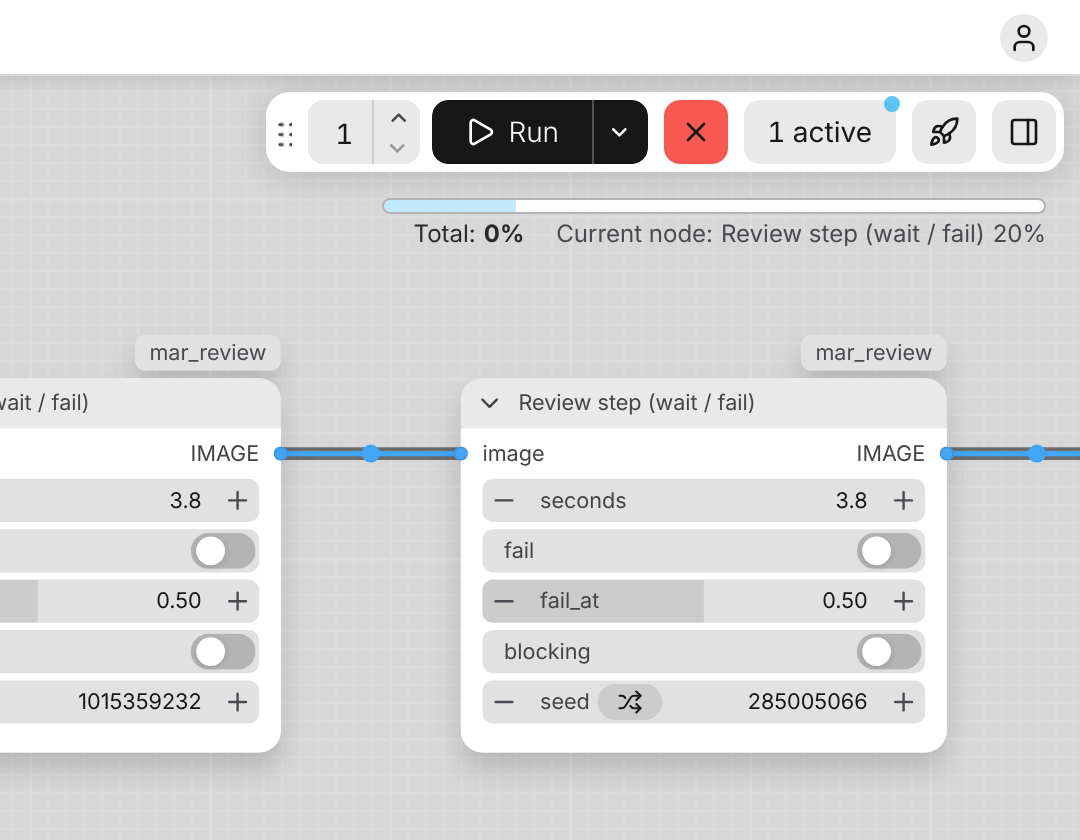 1
Run
1 active
Total: 0%
Current node: Review step (wait / fail) 20%
mar_review
mar_review
wait / fail)
Review step (wait / fail)
IMAGE
image
IMAGE
3.8
seconds
3.8
fail
0.50
fail_at
0.50
blocking
1015359232
seed
285005066